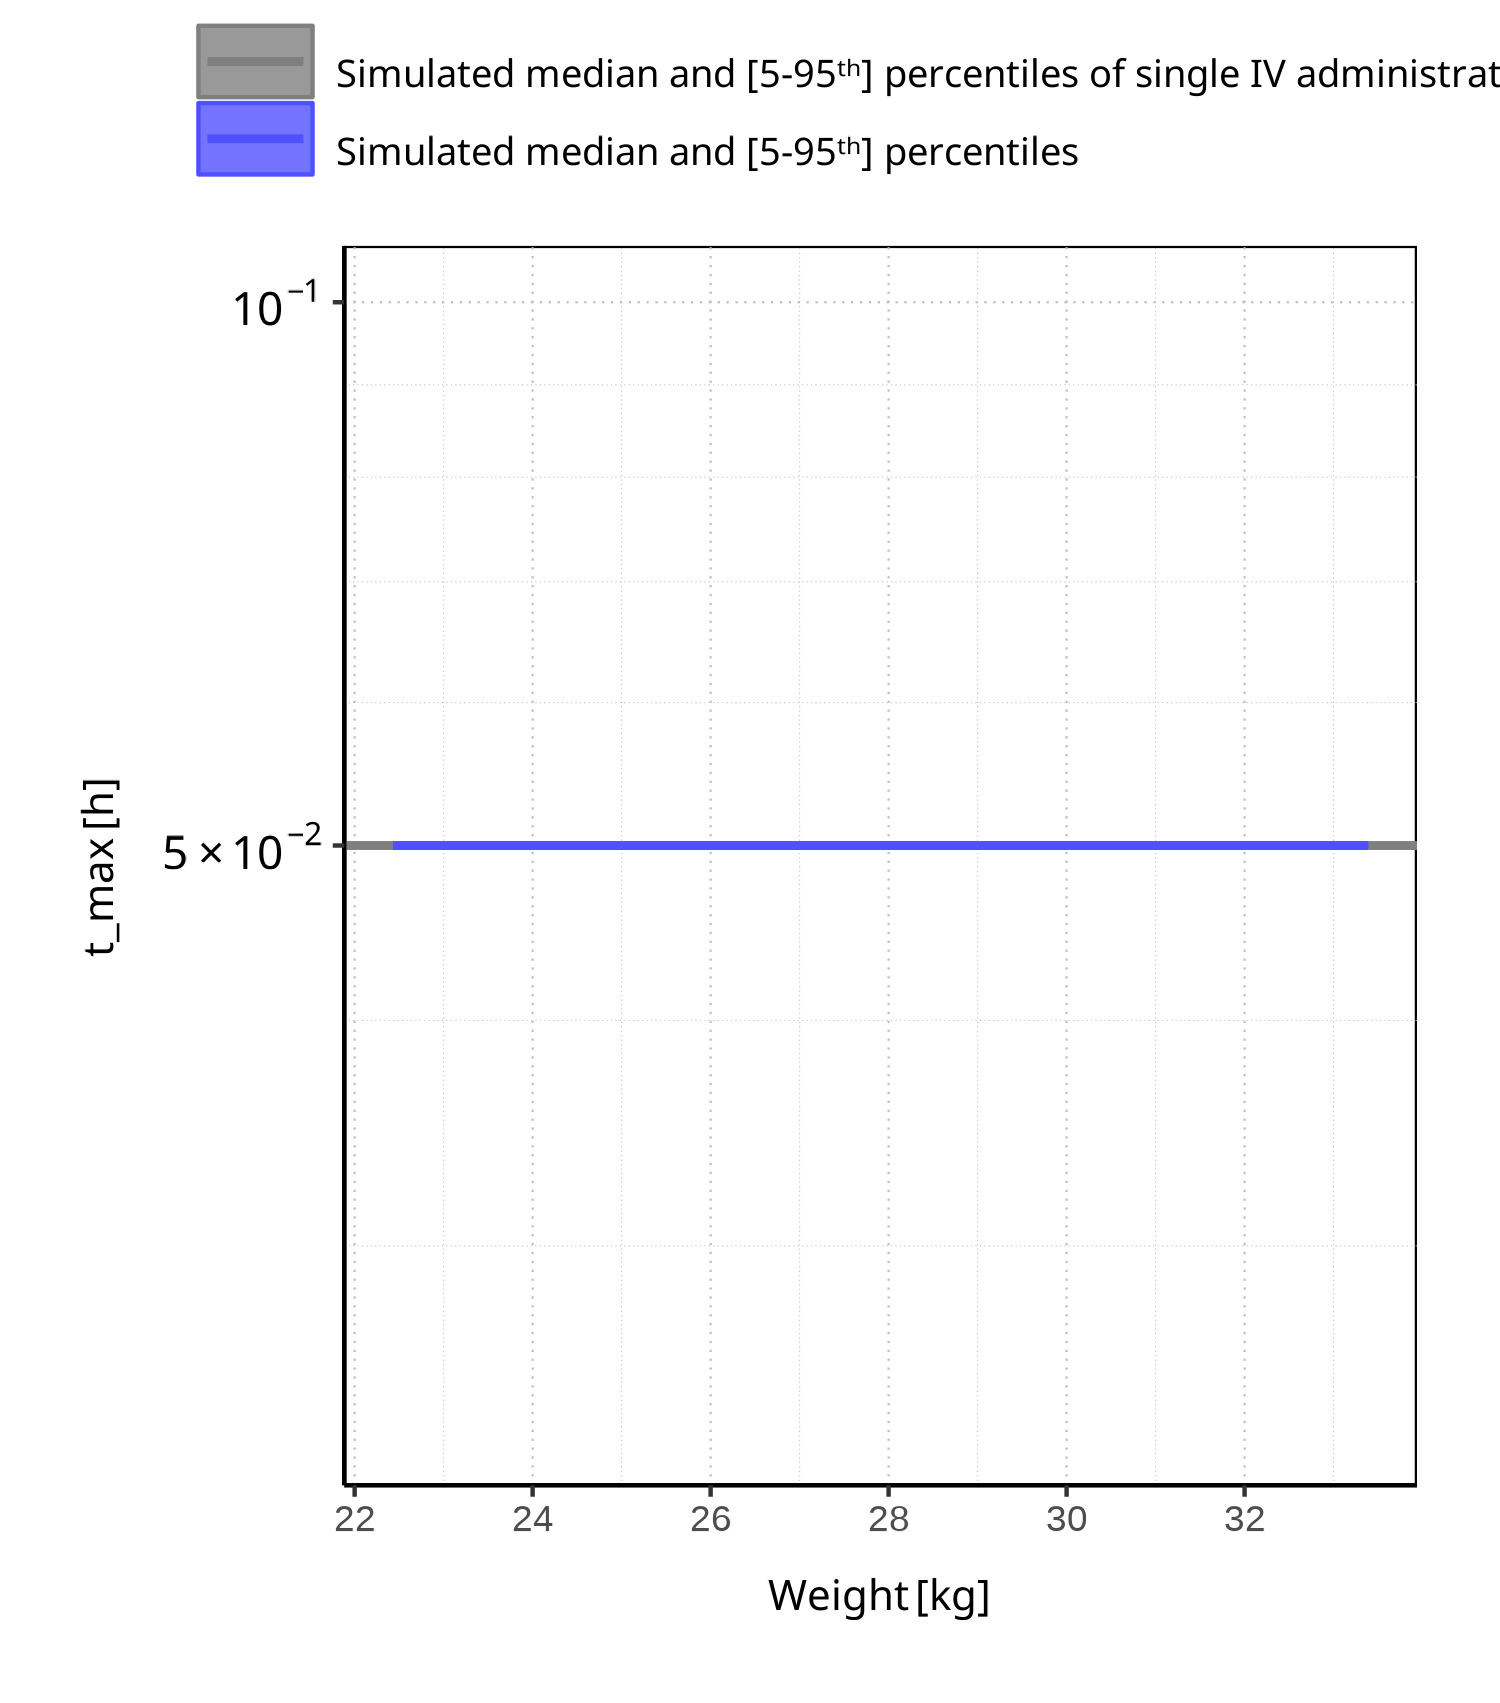 Simulated median and [5-95ᵗʰ] percentiles of single IV administrat
Simulated median and [5-95ᵗʰ] percentiles
10⁻¹
5 × 10⁻²
t_max [h]
22 24 26 28 30 32
Weight [kg]